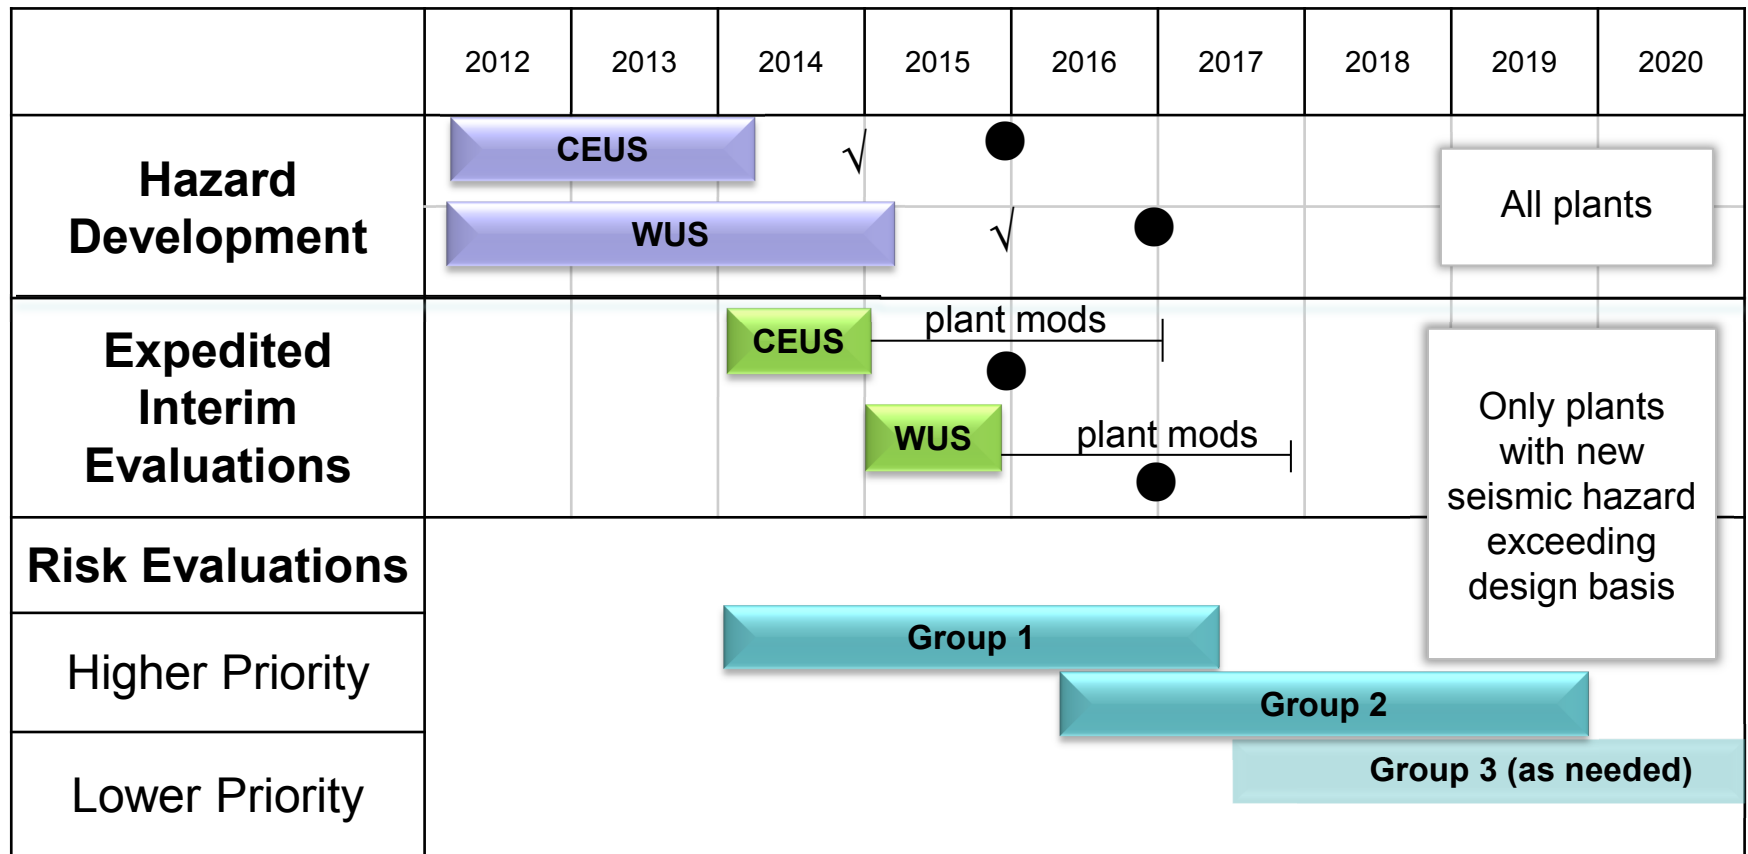 2012 2013 2014 2015 2016 2017 2018 2019 2020
Hazard
Development
CEUS
√
WUS
√
All plants
Expedited
Interim
Evaluations
CEUS
plant mods
WUS
plant mods
Only plants
with new
seismic hazard
exceeding
design basis
Risk Evaluations
Higher Priority
Group 1
Group 2
Lower Priority
Group 3 (as needed)